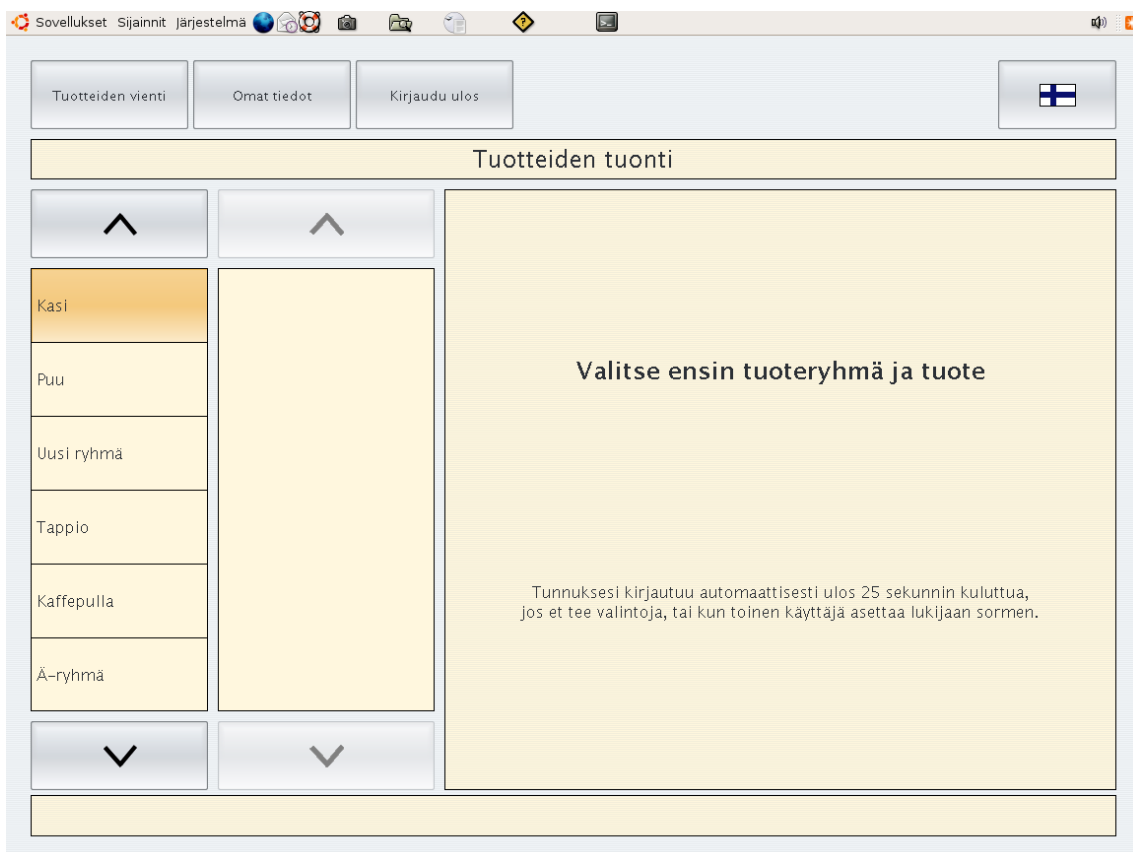 Sovellukset Sijainnit Järjestelmä
Tuotteiden vienti
Omat tiedot
Kirjaudu ulos
Tuotteiden tuonti
Kasi
Puu
Uusi ryhmä
Tappio
Kaffepulla
Ä-ryhmä
Valitse ensin tuoteryhmä ja tuote
Tunnuksesi kirjautuu automaattisesti ulos 25 sekunnin kuluttua,
jos et tee valintoja, tai kun toinen käyttäjä asettaa lukijaan sormen.